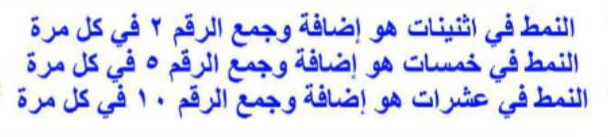 النمط في اثنينات هو إضافة وجمع الرقم ٢ في كل مرة
النمط في خمسات هو إضافة وجمع الرقم ٥ في كل مرة
النمط في عشرات هو إضافة وجمع الرقم ١٠ في كل مرة